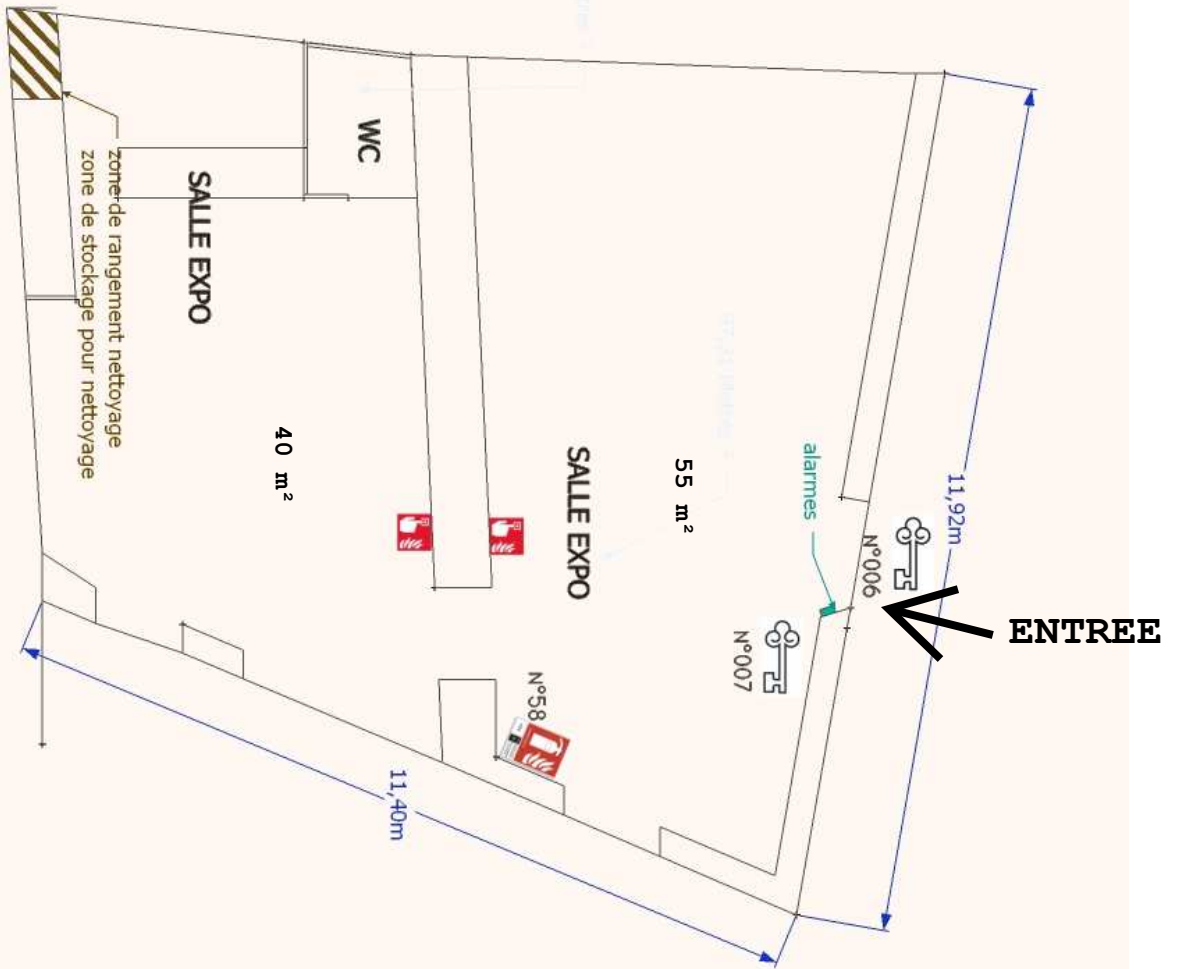 WC
SALLE EXPO
zone de rangement nettoyage
zone de stockage pour nettoyage
40 m²
SALLE EXPO
55 m²
alarmes
11,92m
N°006
ENTREE
N°007
N°58
11,40m